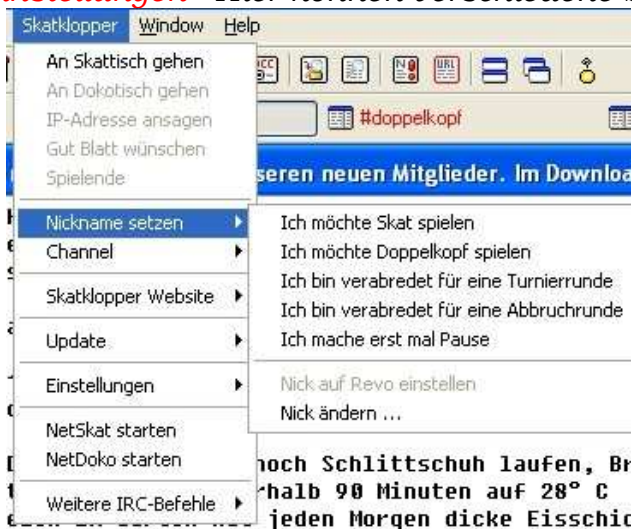 Skatklopper Window Help
An Skattisch gehen
An Dokotisch gehen
IP-Adresse ansagen
Gut Blatt wünschen
Spielende
#doppelkopf
seren neuen Mitglieder. Im Downloa
Nickname setzen
Channel
Skatklopper Website
Update
Einstellungen
NetSkat starten
NetDoko starten
Weitere IRC-Befehle
Ich möchte Skat spielen
Ich möchte Doppelkopf spielen
Ich bin verabredet für eine Turnierrunde
Ich bin verabredet für eine Abbruchrunde
Ich mache erst mal Pause
Nick auf Revo einstellen
Nick ändern ...
noch Schlittschuh laufen, Br
rhalb 90 Minuten auf 28° C
jeden Morgen dicke Eisschic